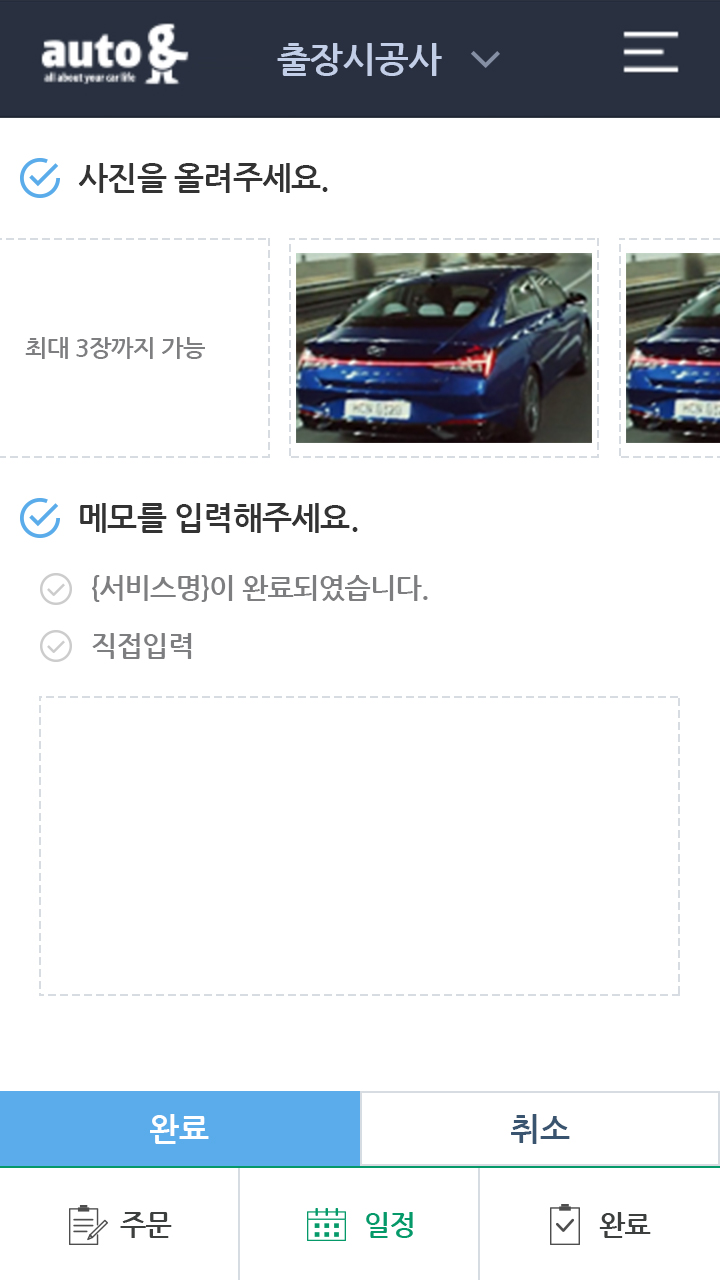 auto &
all about your car life
출장시공사
사진을 올려주세요.
최대 3장까지 가능
메모를 입력해주세요.
{서비스명}이 완료되였습니다.
직접입력
완료
취소
주문
일정
완료